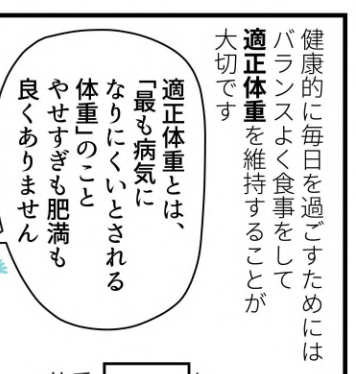 健康的に毎日を過ごすためには
バランスよく食事をして
適正体重を維持することが
大切です
適正体重とは、
「最も病気に
なりにくいとされる
体重」のこと
やせすぎも肥満も
良くありません